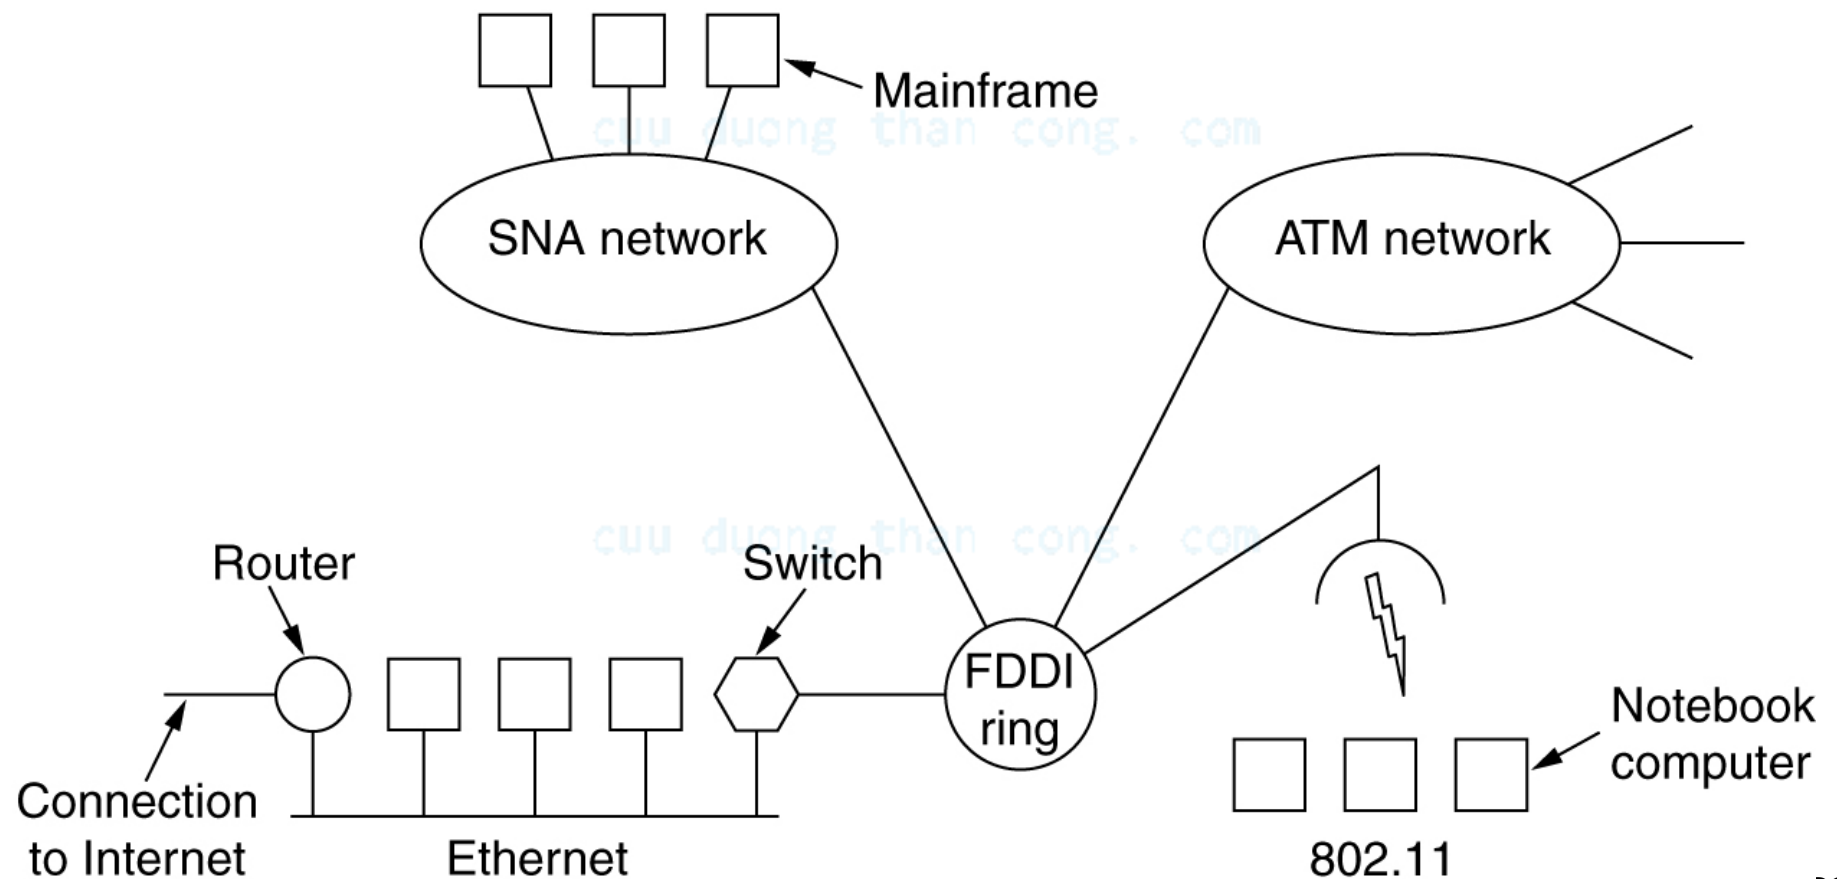 Mainframe
cuu duong than cong. com
SNA network
ATM network
cuu duong than cong. com
Router
Switch
FDDI
ring
Notebook
computer
Connection
to Internet
Ethernet
802.11